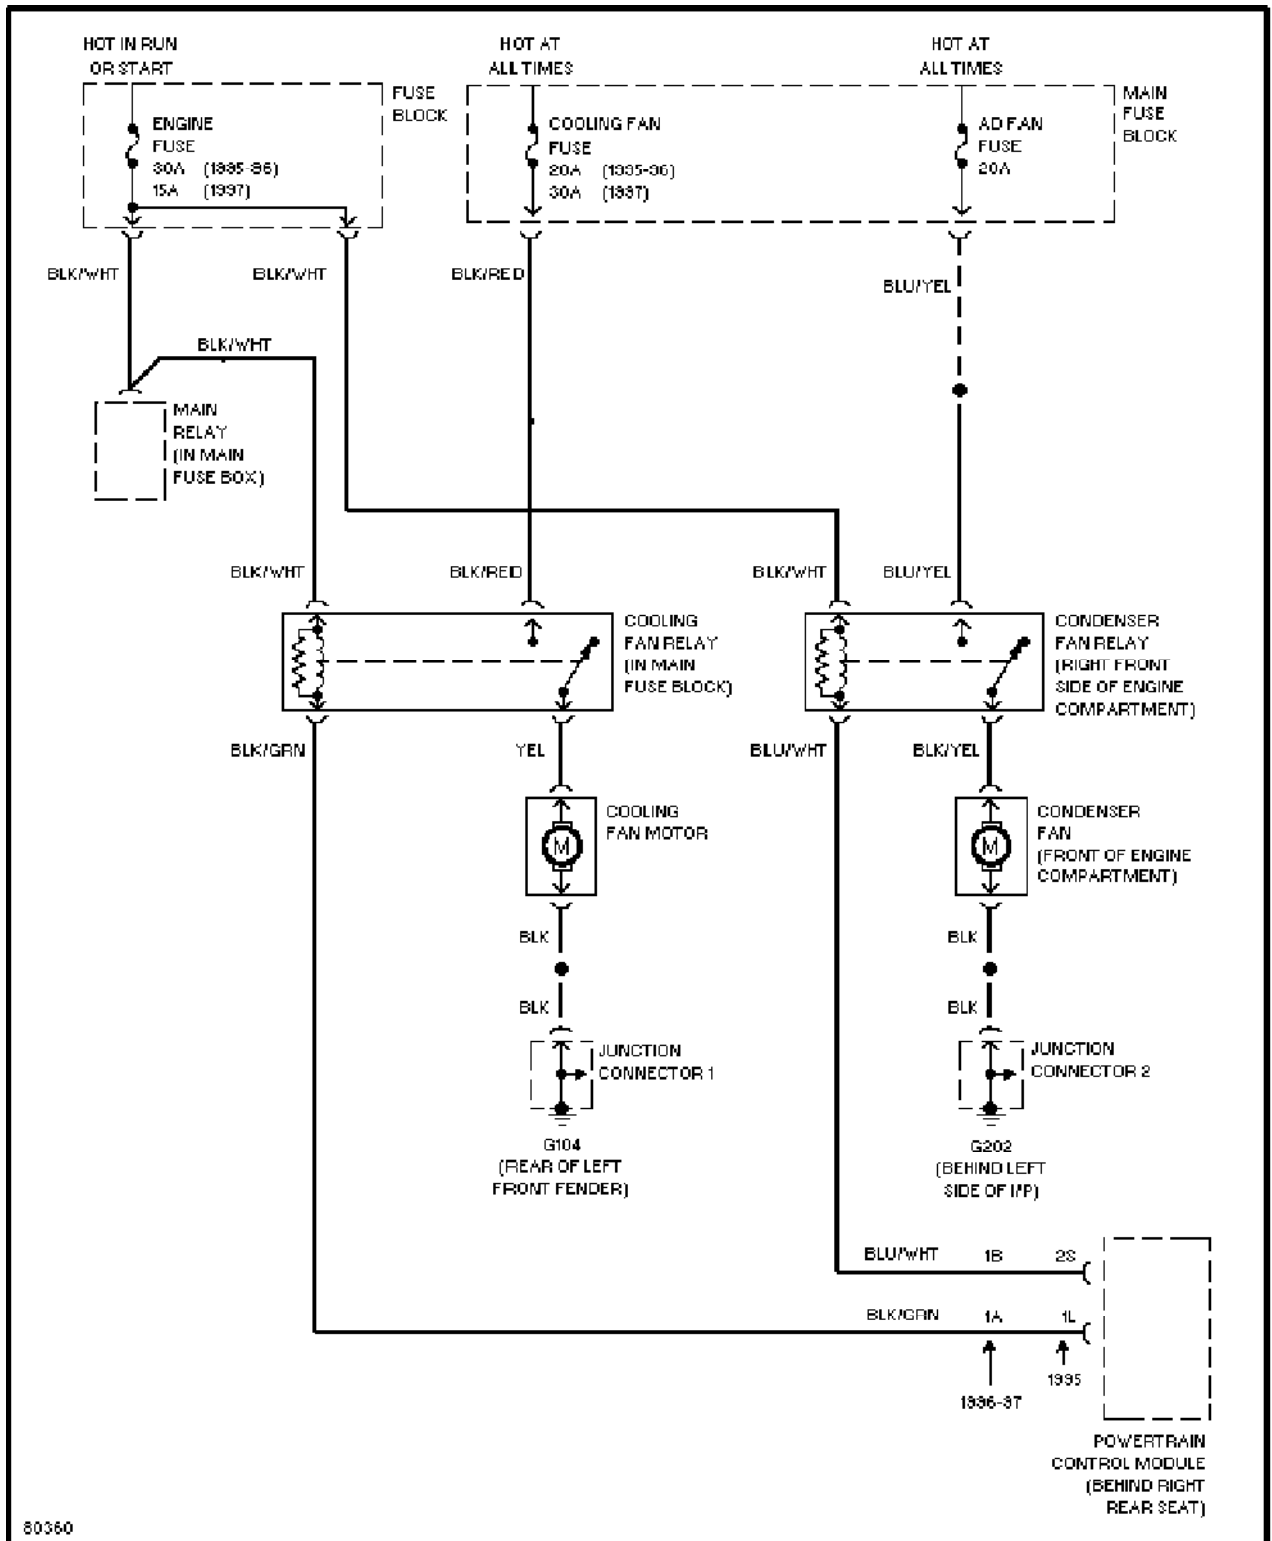 HOT IN RUN
OR START
HOT AT
ALL TIMES
HOT AT
ALL TIMES
FUSE
BLOCK
MAIN
FUSE
BLOCK
ENGINE
FUSE
30A (1995-96)
15A (1997)
COOLING FAN
FUSE
20A (1995-96)
30A (1997)
AD FAN
FUSE
20A
BLK/WHT
BLK/WHT
BLK/RED
BLU/YEL
BLK/WHT
MAIN
RELAY
(IN MAIN
FUSE BOX)
BLK/WHT
BLK/RED
BLK/WHT
BLU/YEL
COOLING
FAN RELAY
(IN MAIN
FUSE BLOCK)
CONDENSER
FAN RELAY
(RIGHT FRONT
SIDE OF ENGINE
COMPARTMENT)
BLK/GRN
YEL
BLU/WHT
BLK/YEL
COOLING
FAN MOTOR
M
CONDENSER
FAN
(FRONT OF ENGINE
COMPARTMENT)
M
BLK
BLK
BLK
BLK
JUNCTION
CONNECTOR 1
JUNCTION
CONNECTOR 2
G104
(REAR OF LEFT
FRONT FENDER)
G202
(BEHIND LEFT
SIDE OF I/P)
BLU/WHT 1B 2S
BLK/GRN 1A 1L
1995
1996-97
POWERTRAIN
CONTROL MODULE
(BEHIND RIGHT
REAR SEAT)
80360